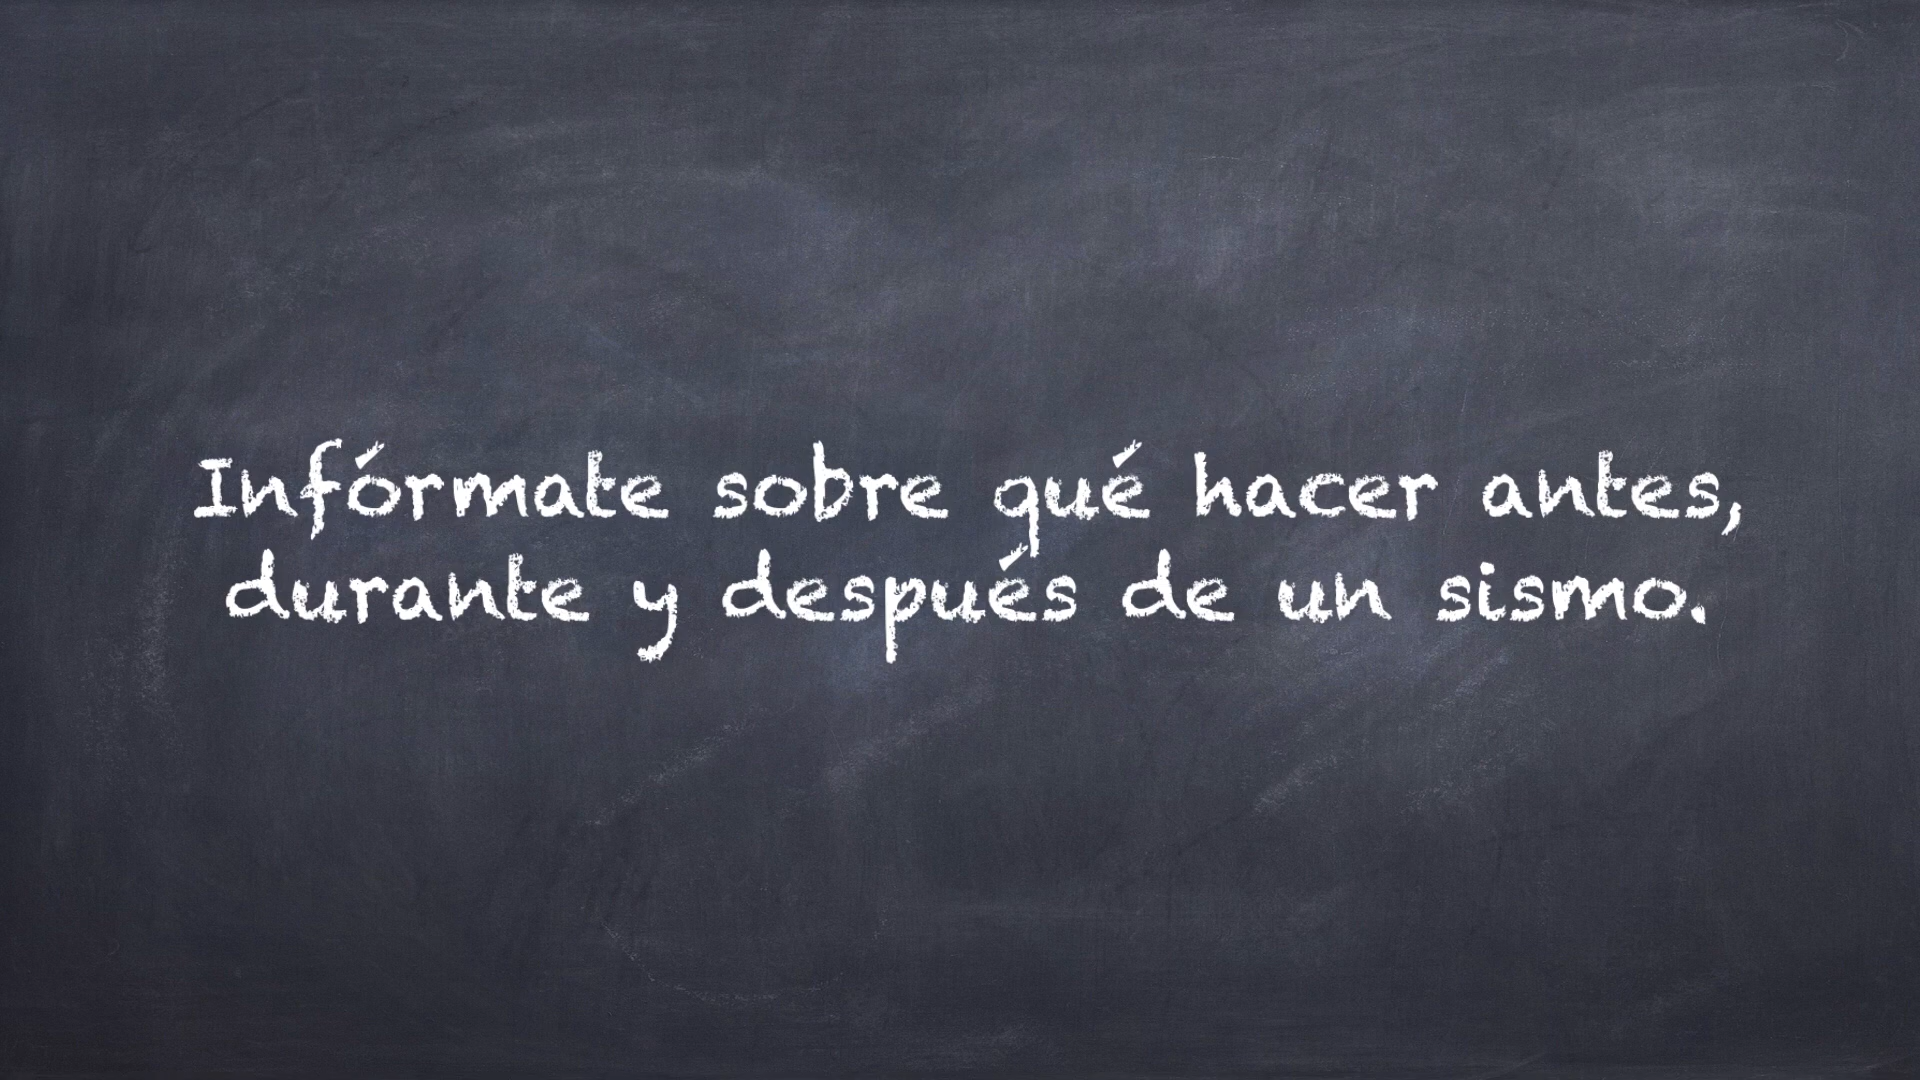 Infórmate sobre qué hacer antes,
durante y después de un sismo.